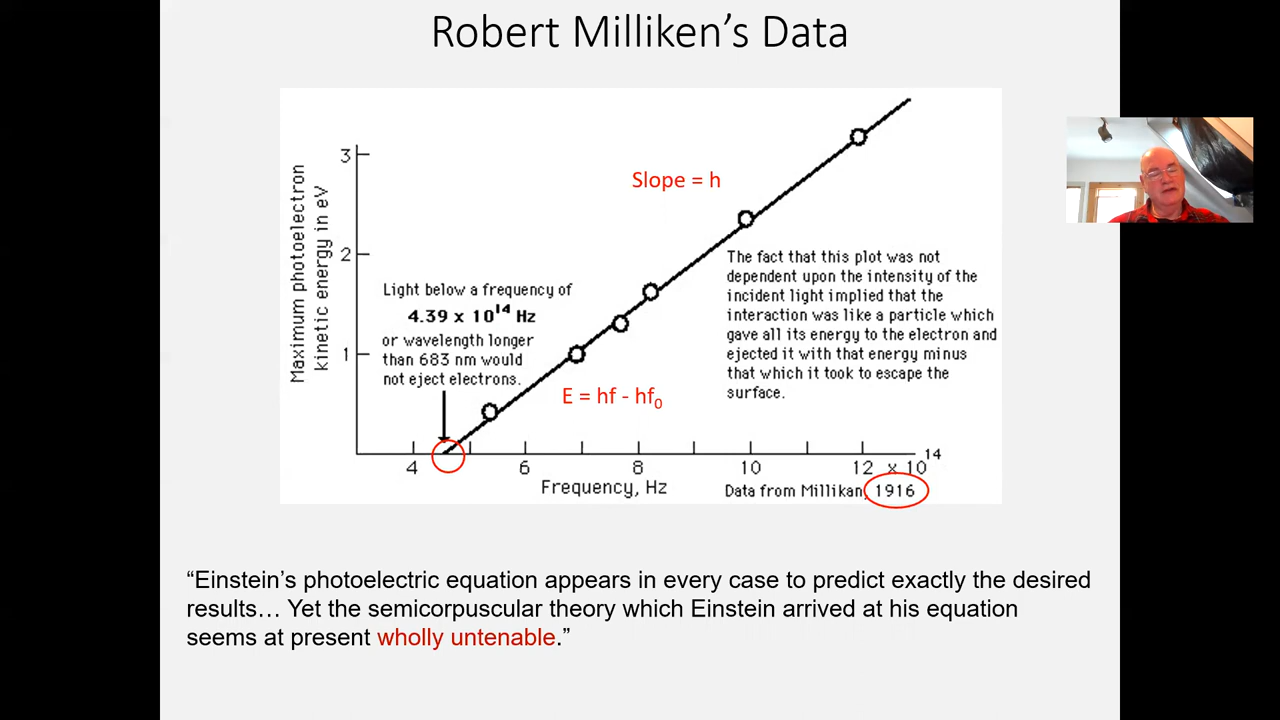 Robert Milliken’s Data
Maximum photoelectron
kinetic energy in eV
3
2
1
Slope = h
Light below a frequency of
4.39 x 10¹⁴ Hz
or wavelength longer
than 683 nm would
not eject electrons.
The fact that this plot was not
dependent upon the intensity of the
incident light implied that the
interaction was like a particle which
gave all its energy to the electron and
ejected it with that energy minus
that which it took to escape the
surface.
E = hf - hf₀
4 6 8 10 12 x 10¹⁴
Frequency, Hz
Data from Millikan, 1916
“Einstein’s photoelectric equation appears in every case to predict exactly the desired
results… Yet the semicorpuscular theory which Einstein arrived at his equation
seems at present wholly untenable.”